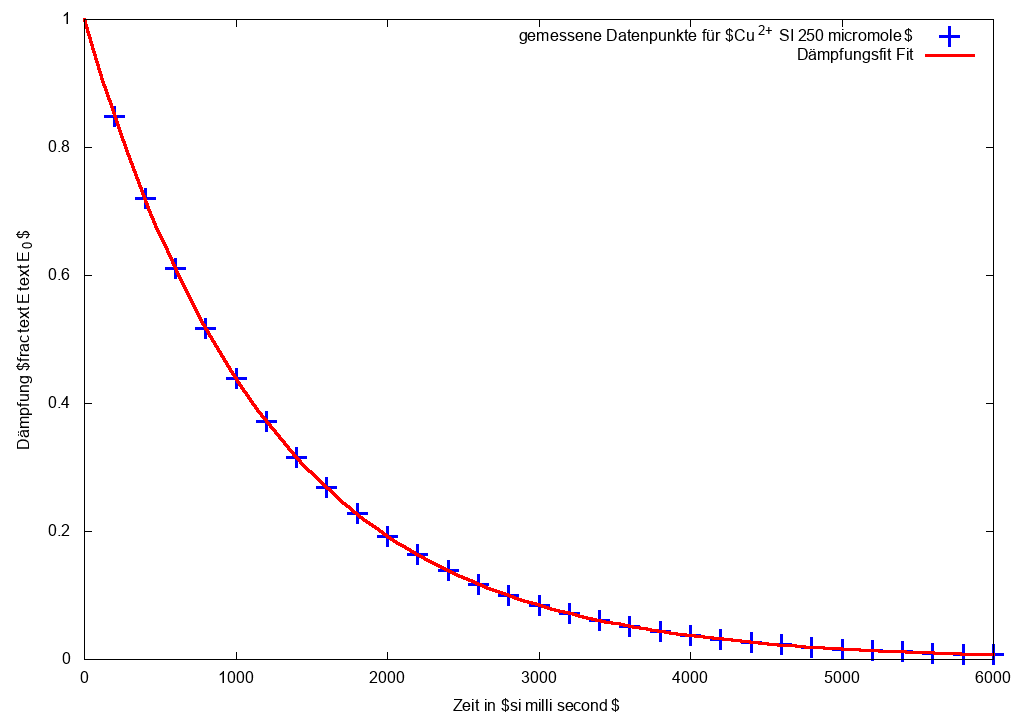 gemessene Datenpunkte für $Cu 2+ SI 250 micromole $
Dämpfungsfit Fit
1
0.8
0.6
0.4
0.2
0
0 1000 2000 3000 4000 5000 6000
Dämpfung $fractext E text E 0 $
Zeit in $si milli second $